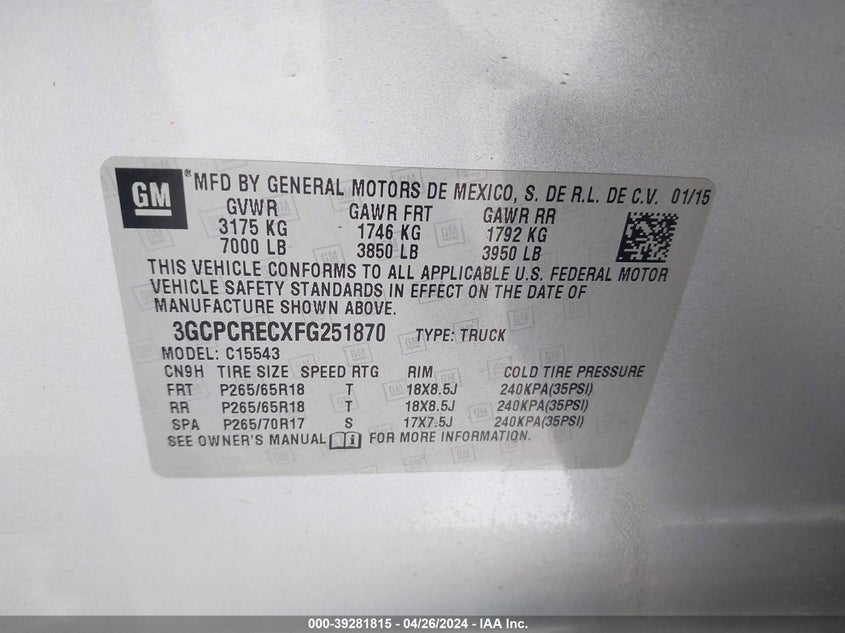 GM ® MFD BY GENERAL MOTORS DE MEXICO, S. DE R.L. DE C.V. 01/15
GVWR GAWR FRT GAWR RR
3175 KG 1746 KG 1792 KG
7000 LB 3850 LB 3950 LB
THIS VEHICLE CONFORMS TO ALL APPLICABLE U.S. FEDERAL MOTOR
VEHICLE SAFETY STANDARDS IN EFFECT ON THE DATE OF
MANUFACTURE SHOWN ABOVE.
3GCPCRECXFG251870 TYPE: TRUCK
MODEL: C15543
CN9H TIRE SIZE SPEED RTG RIM COLD TIRE PRESSURE
FRT P265/65R18 T 18X8.5J 240KPA(35PSI)
RR P265/65R18 T 18X8.5J 240KPA(35PSI)
SPA P265/70R17 S 17X7.5J 240KPA(35PSI)
SEE OWNER'S MANUAL FOR MORE INFORMATION.
000-39281815 / 04/26/2024 - IAA Inc.